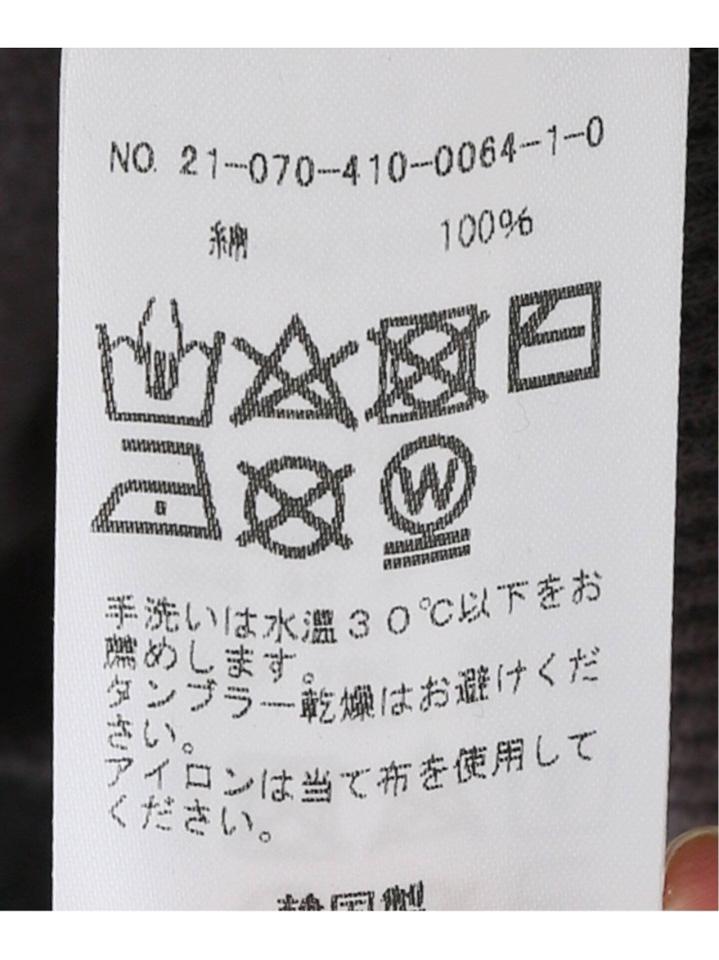 NO. 21-070-410-0064-1-0
綿 100%
W
手洗いは水温30℃以下をお
薦めします。
タンブラー乾燥はお避けくだ
さい。
アイロンは当て布を使用して
ください。
韓国製